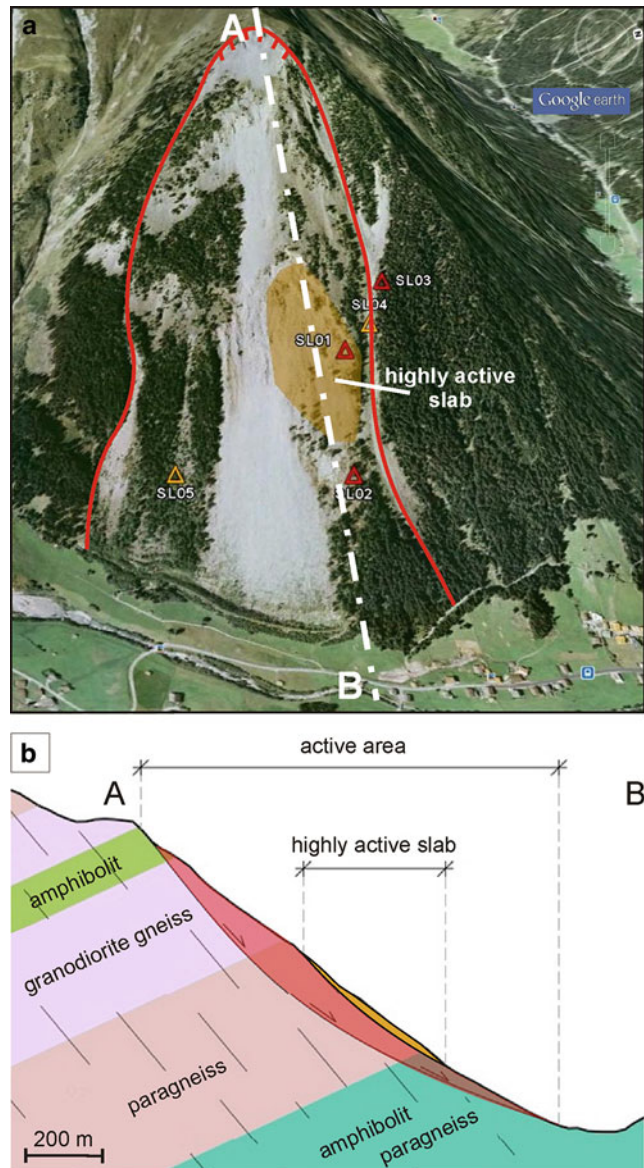 a
A
Google earth
SL03
SL04
SL01
highly active
slab
SL05
SL02
B
b
active area
A
B
highly active slab
amphibolit
granodiorite gneiss
paragneiss
amphibolit
paragneiss
200 m